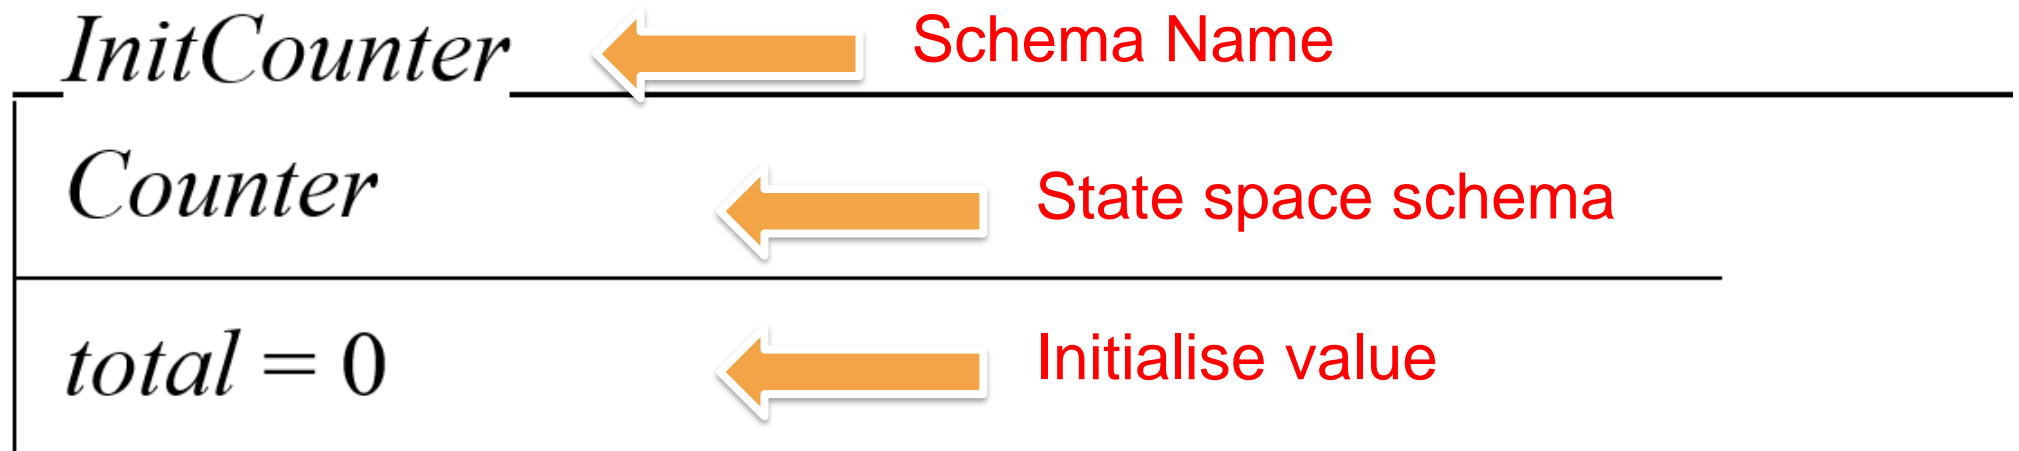 InitCounter Schema Name
Counter State space schema
total = 0 Initialise value